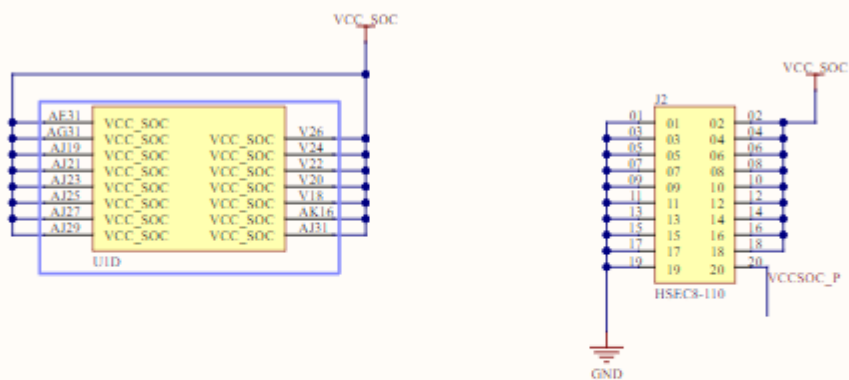 VCC_SOC
AE31 VCC_SOC
AG31 VCC_SOC VCC_SOC V26
AJ19 VCC_SOC VCC_SOC V24
AJ21 VCC_SOC VCC_SOC V22
AJ23 VCC_SOC VCC_SOC V20
AJ25 VCC_SOC VCC_SOC V18
AJ27 VCC_SOC VCC_SOC AK16
AJ29 VCC_SOC VCC_SOC AJ31
U1D
VCC_SOC
J2
01 01 02 02
03 03 04 04
05 05 06 06
07 07 08 08
09 09 10 10
11 11 12 12
13 13 14 14
15 15 16 16
17 17 18 18
19 19 20 20
VCCSOC_P
HSEC8-110
GND